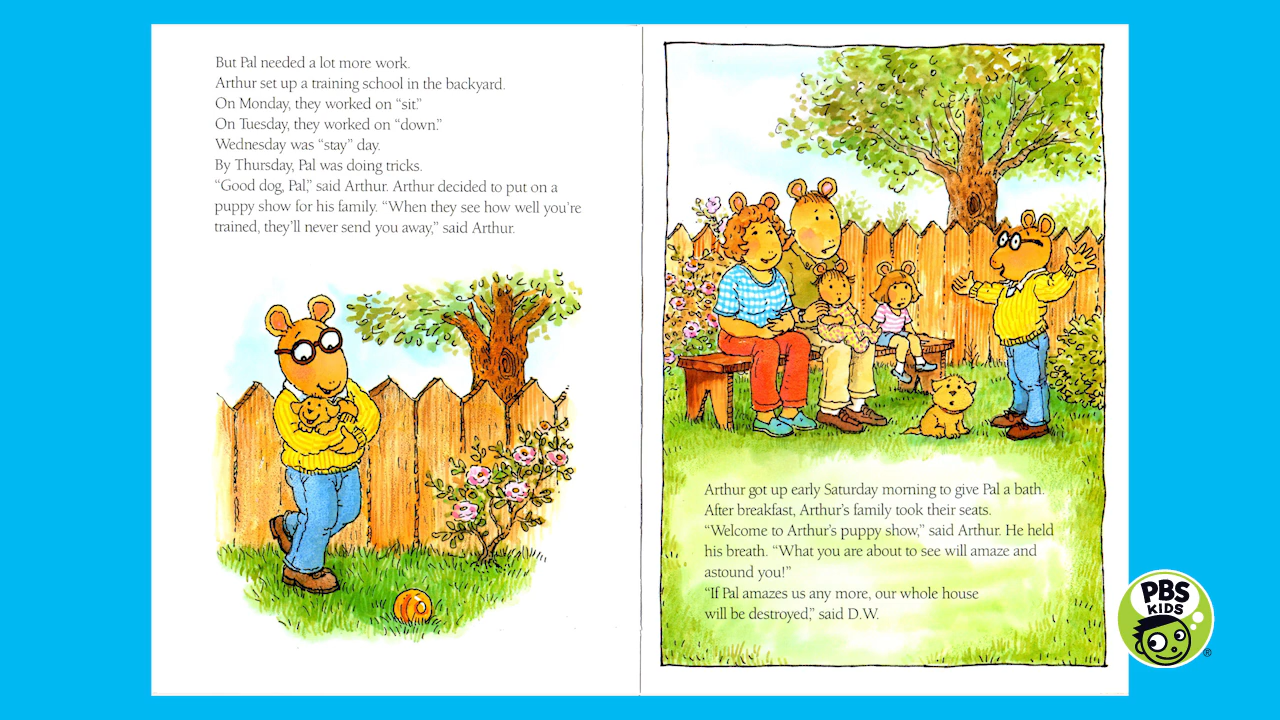 But Pal needed a lot more work.
Arthur set up a training school in the backyard.
On Monday, they worked on “sit.”
On Tuesday, they worked on “down.”
Wednesday was “stay” day.
By Thursday, Pal was doing tricks.
“Good dog, Pal,” said Arthur. Arthur decided to put on a
puppy show for his family. “When they see how well you’re
trained, they’ll never send you away,” said Arthur.
Arthur got up early Saturday morning to give Pal a bath.
After breakfast, Arthur’s family took their seats.
“Welcome to Arthur’s puppy show,” said Arthur. He held
his breath. “What you are about to see will amaze and
astound you!”
“If Pal amazes us any more, our whole house
will be destroyed,” said D.W.
PBS
KIDS
®